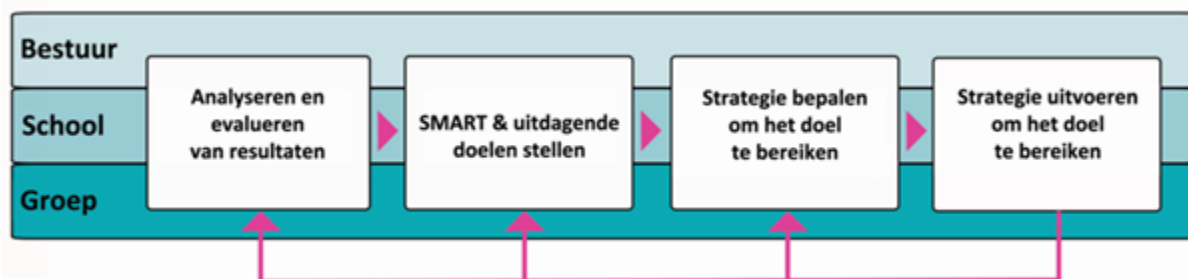 Bestuur
School
Groep
Analyseren en
evalueren
van resultaten
SMART & uitdagende
doelen stellen
Strategie bepalen
om het doel
te bereiken
Strategie uitvoeren
om het doel
te bereiken